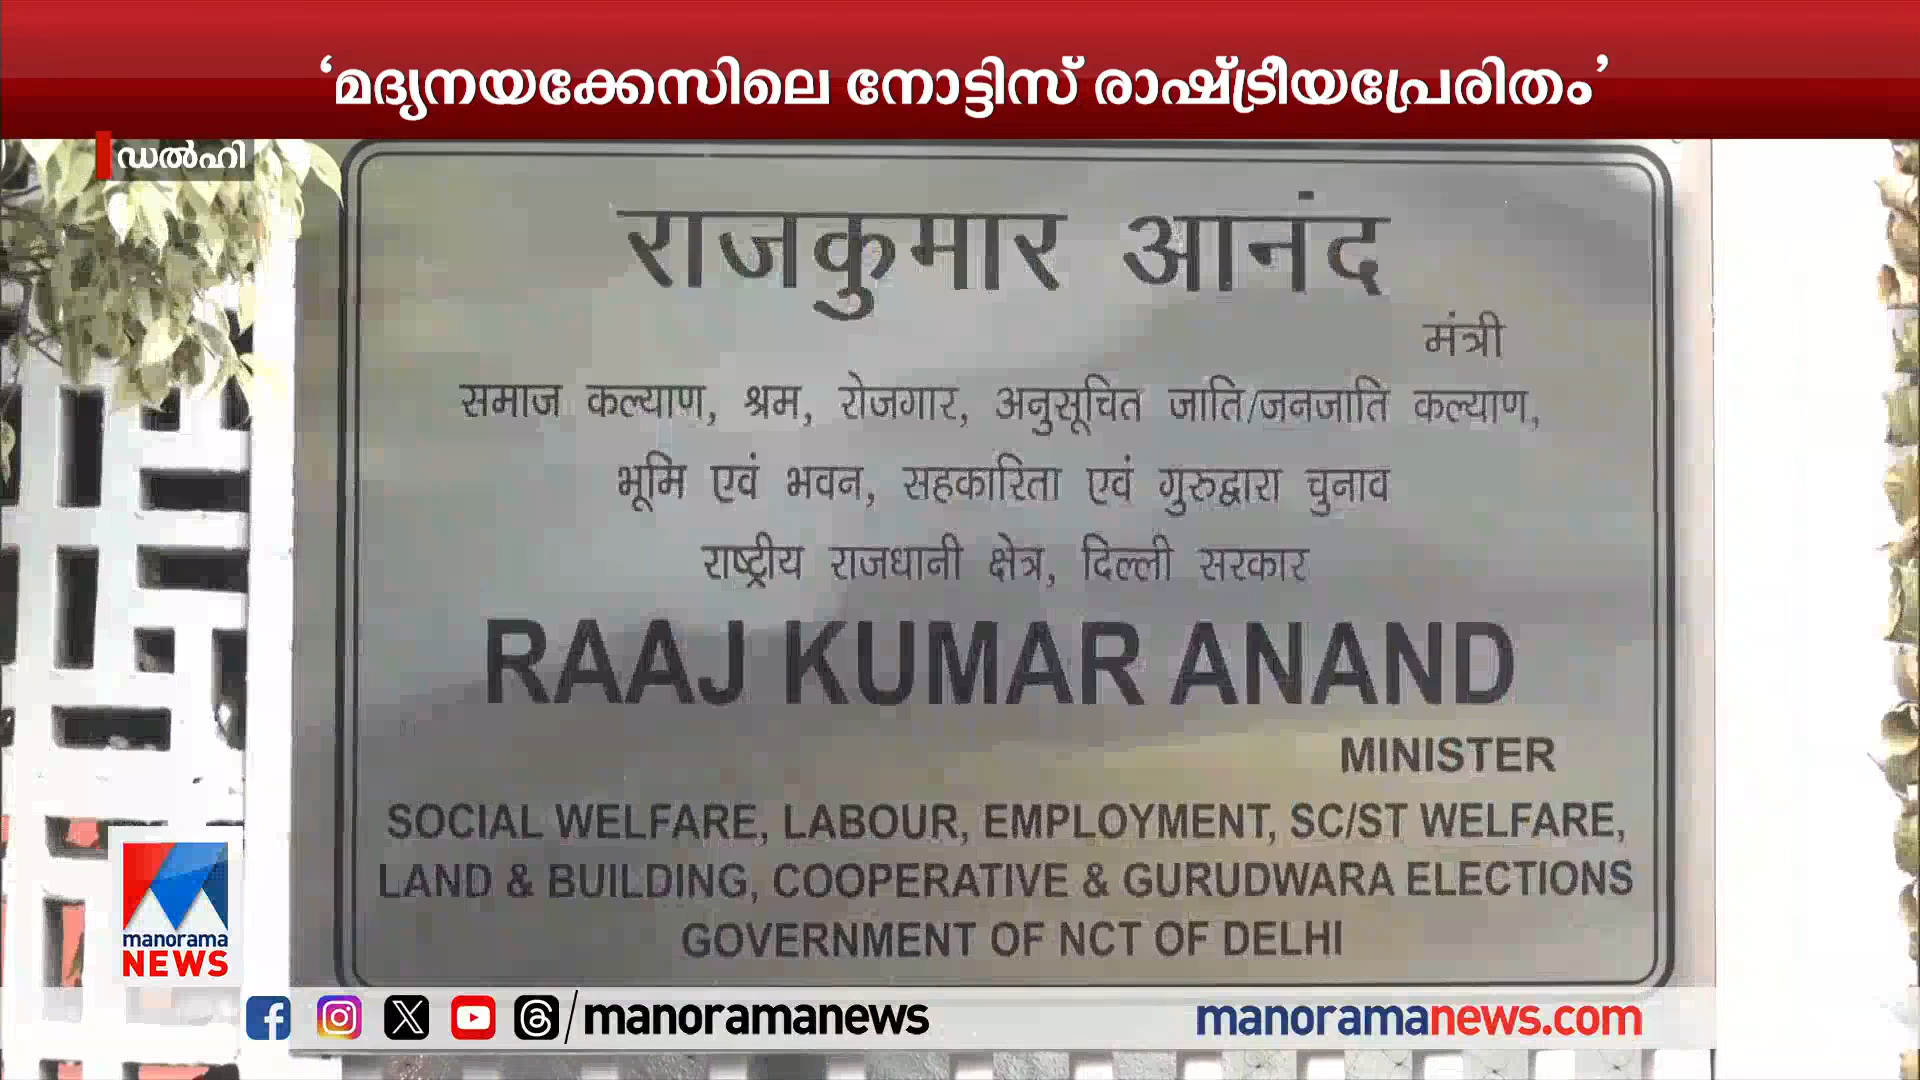 ‘മദ്യനയക്കേസിലെ നോട്ടിസ് രാഷ്ട്രീയപ്രേരിതം’
ഡൽഹി
राजकुमार आनंद
मंत्री
समाज कल्याण, श्रम, रोजगार, अनुसूचित जाति/जनजाति कल्याण,
भूमि एवं भवन, सहकारिता एवं गुरुद्वारा चुनाव
राष्ट्रीय राजधानी क्षेत्र, दिल्ली सरकार
RAAJ KUMAR ANAND
MINISTER
SOCIAL WELFARE, LABOUR, EMPLOYMENT, SC/ST WELFARE,
LAND & BUILDING, COOPERATIVE & GURUDWARA ELECTIONS
GOVERNMENT OF NCT OF DELHI
manorama
NEWS
/manoramanews
manoramanews.com